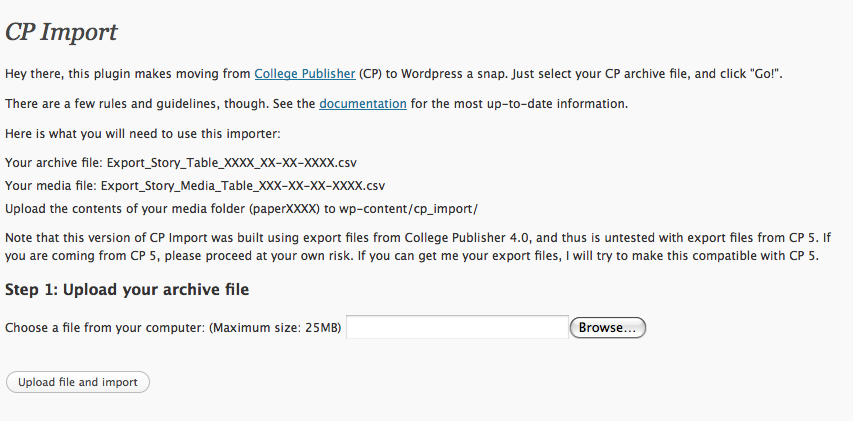 CP Import
Hey there, this plugin makes moving from College Publisher (CP) to Wordpress a snap. Just select your CP archive file, and click "Go!".
There are a few rules and guidelines, though. See the documentation for the most up-to-date information.
Here is what you will need to use this importer:
Your archive file: Export_Story_Table_XXXX_XX-XX-XXXX.csv
Your media file: Export_Story_Media_Table_XXX-XX-XX-XXXX.csv
Upload the contents of your media folder (paperXXXX) to wp-content/cp_import/
Note that this version of CP Import was built using export files from College Publisher 4.0, and thus is untested with export files from CP 5. If
you are coming from CP 5, please proceed at your own risk. If you can get me your export files, I will try to make this compatible with CP 5.
Step 1: Upload your archive file
Choose a file from your computer: (Maximum size: 25MB) Browse...
Upload file and import